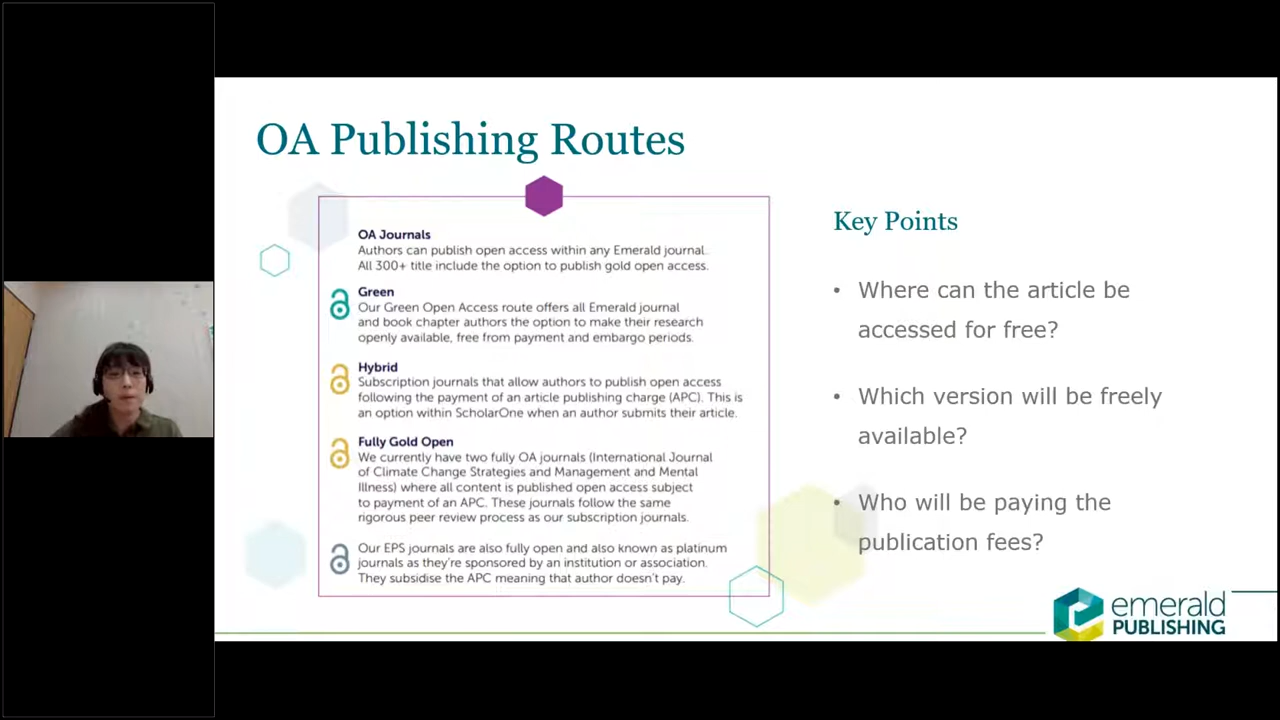 OA Publishing Routes
OA Journals
Authors can publish open access within any Emerald journal.
All 300+ title include the option to publish gold open access.
Green
Our Green Open Access route offers all Emerald journal
and book chapter authors the option to make their research
openly available, free from payment and embargo periods.
Hybrid
Subscription journals that allow authors to publish open access
following the payment of an article publishing charge (APC). This is
an option within ScholarOne when an author submits their article.
Fully Gold Open
We currently have two fully OA journals (International Journal
of Climate Change Strategies and Management and Mental
Illness) where all content is published open access subject
to payment of an APC. These journals follow the same
rigorous peer review process as our subscription journals.
Our EPS journals are also fully open and also known as platinum
journals as they're sponsored by an institution or association.
They subsidise the APC meaning that author doesn't pay.
Key Points
• Where can the article be
accessed for free?
• Which version will be freely
available?
• Who will be paying the
publication fees?
emerald
PUBLISHING